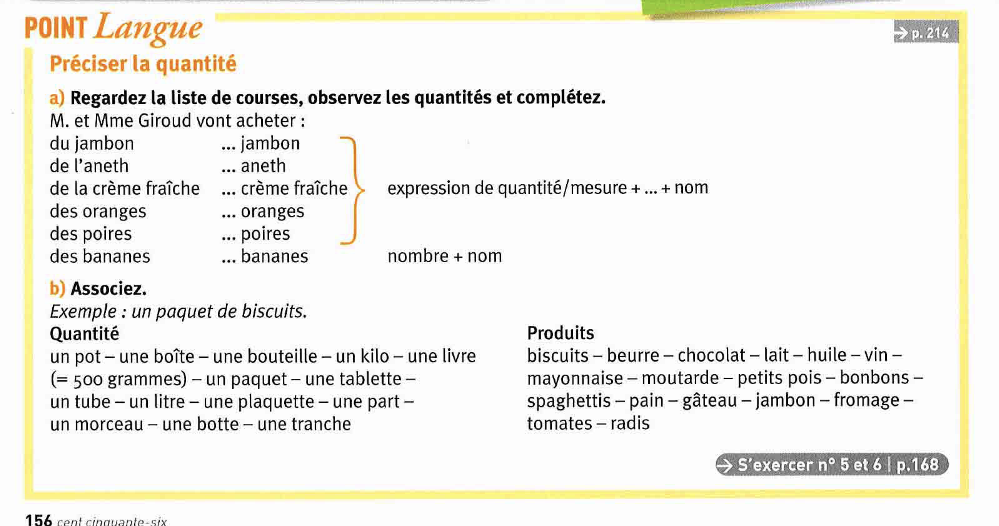 POINT Langue
→ p. 214
Préciser la quantité
a) Regardez la liste de courses, observez les quantités et complétez.
M. et Mme Giroud vont acheter :
du jambon ... jambon
de l'aneth ... aneth
de la crème fraîche ... crème fraîche expression de quantité/mesure + ... + nom
des oranges ... oranges
des poires ... poires
des bananes ... bananes nombre + nom
b) Associez.
Exemple : un paquet de biscuits.
Quantité
un pot – une boîte – une bouteille – un kilo – une livre
(= 500 grammes) – un paquet – une tablette –
un tube – un litre – une plaquette – une part –
un morceau – une botte – une tranche
Produits
biscuits – beurre – chocolat – lait – huile – vin –
mayonnaise – moutarde – petits pois – bonbons –
spaghettis – pain – gâteau – jambon – fromage –
tomates – radis
→ S'exercer n° 5 et 6 | p.168
156 cent cinquante-six